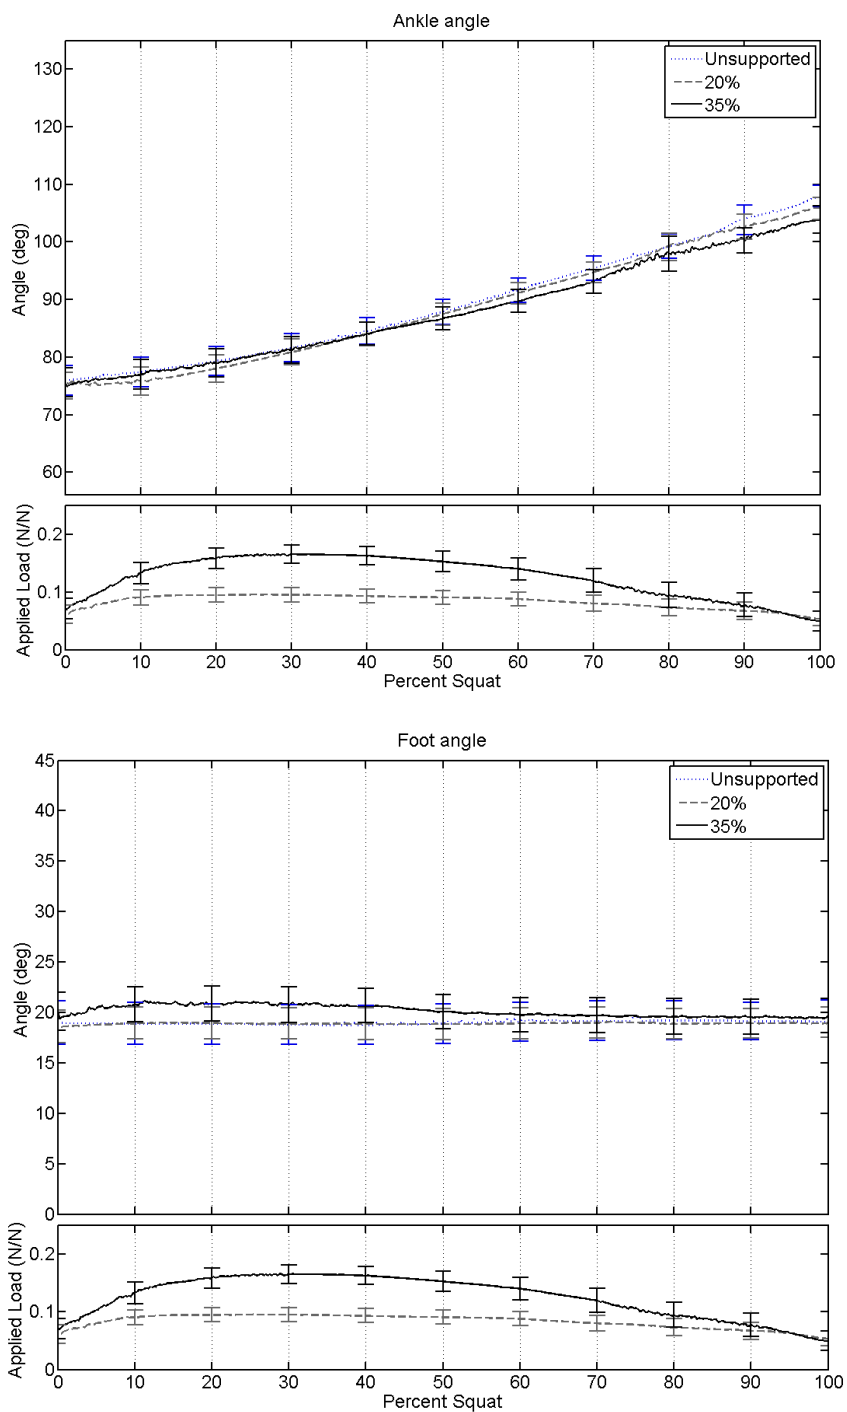 Ankle angle
Unsupported
20%
35%
Angle (deg)
130
120
110
100
90
80
70
60
Applied Load (N/N)
0.2
0.1
0
0 10 20 30 40 50 60 70 80 90 100
Percent Squat
Foot angle
Unsupported
20%
35%
Angle (deg)
45
40
35
30
25
20
15
10
5
0
Applied Load (N/N)
0.2
0.1
0
0 10 20 30 40 50 60 70 80 90 100
Percent Squat